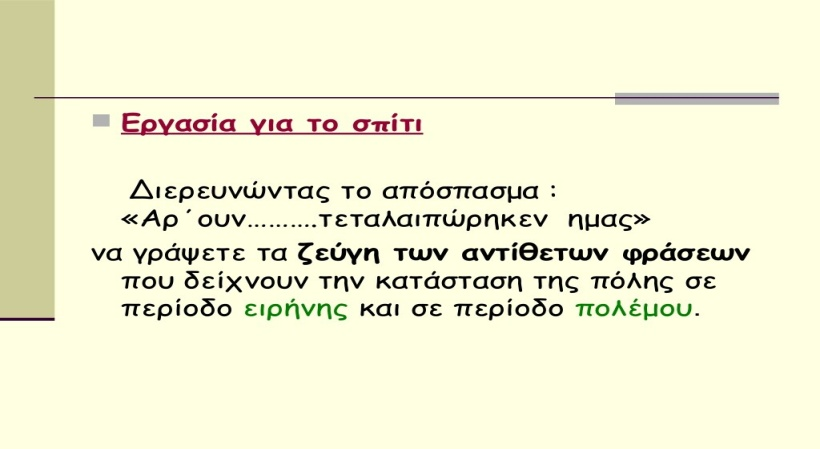 Εργασία για το σπίτι
Διερευνώντας το απόσπασμα :
«Αρ΄ουν……….τεταλαιπώρηκεν ημας»
να γράψετε τα ζεύγη των αντίθετων φράσεων
που δείχνουν την κατάσταση της πόλης σε
περίοδο ειρήνης και σε περίοδο πολέμου.